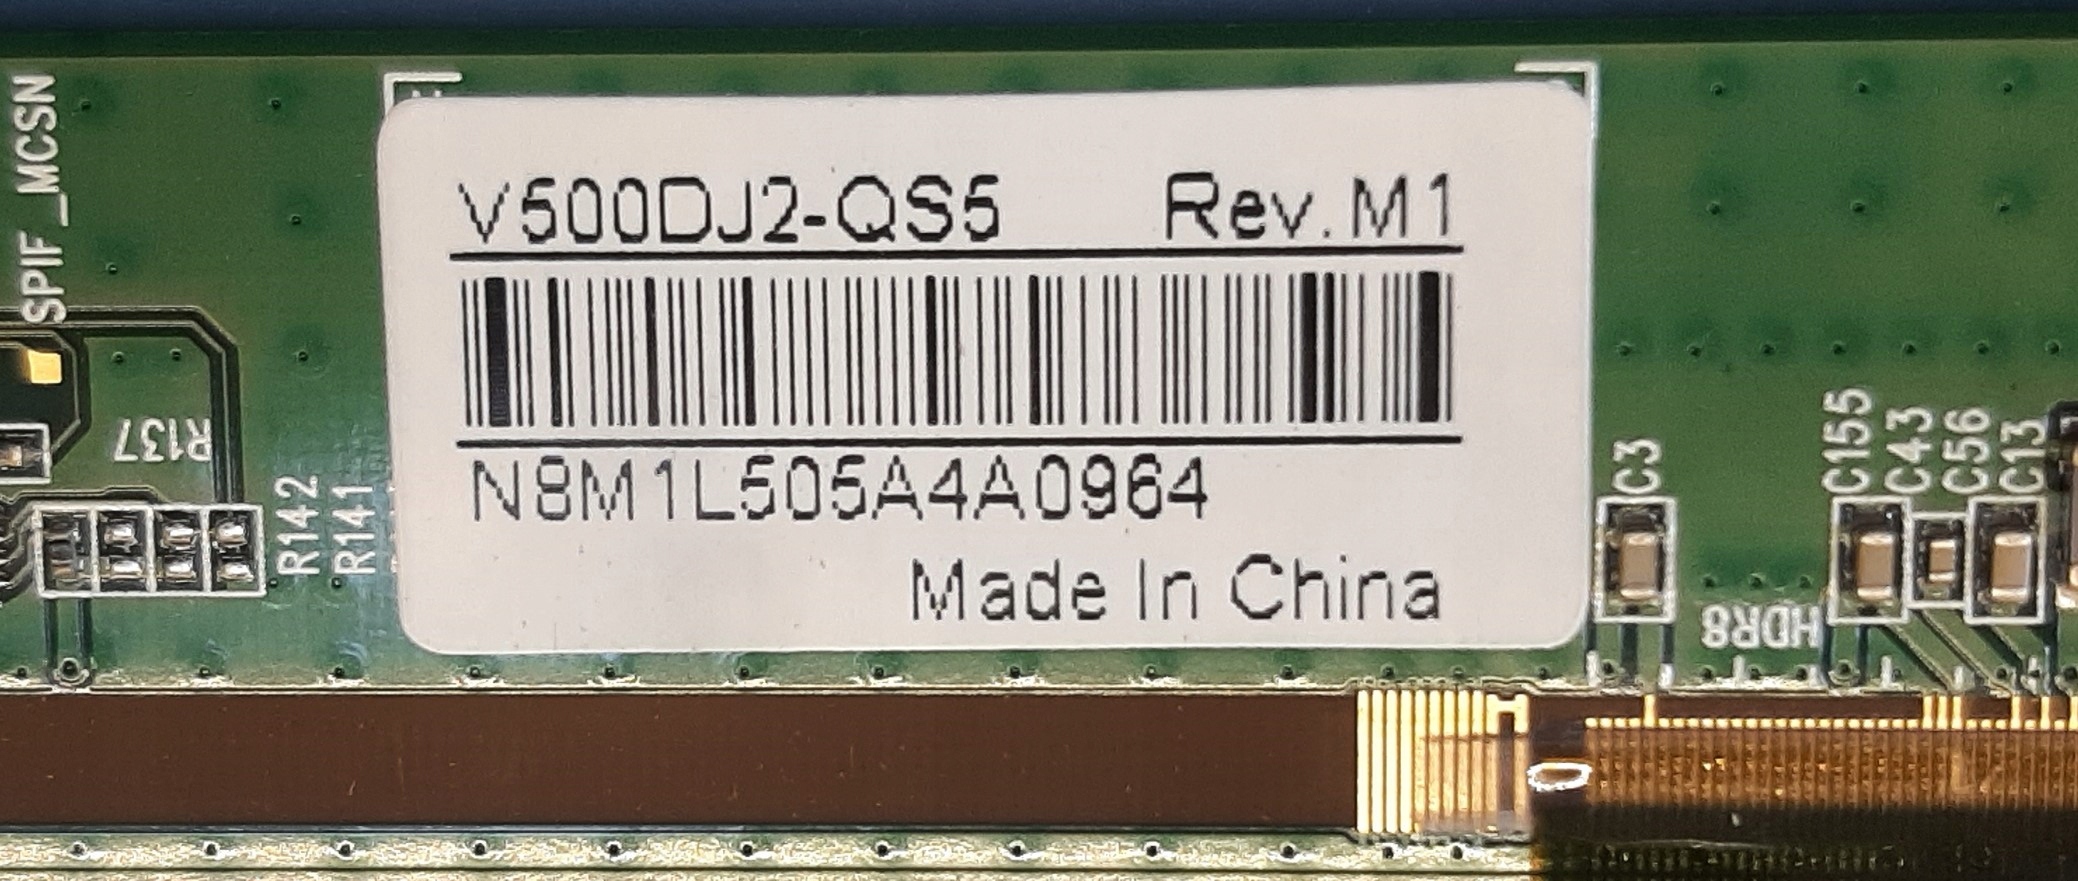 SPIF_MCSN
V500DJ2-QS5 Rev.M1
N8M1L505A4A0964
Made In China
R137
R142
R141
C3
C155
C43
C56
C13
HDR8